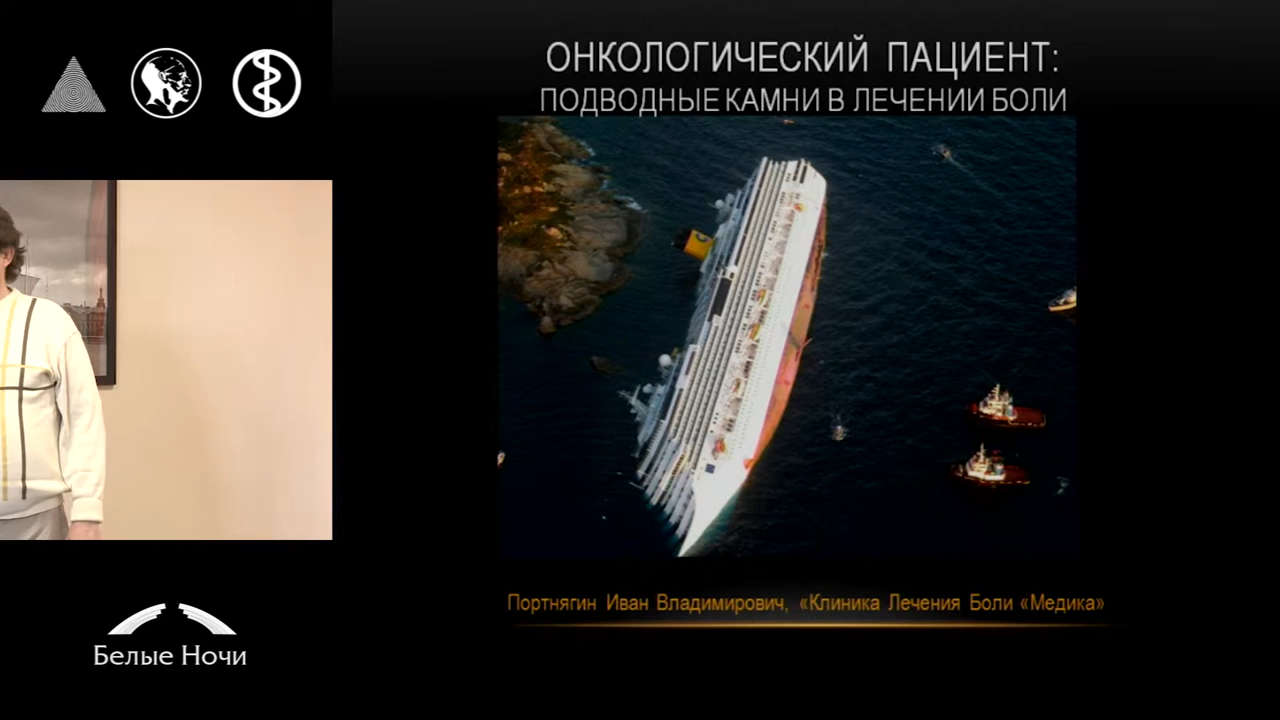 ОНКОЛОГИЧЕСКИЙ ПАЦИЕНТ:
ПОДВОДНЫЕ КАМНИ В ЛЕЧЕНИИ БОЛИ
Портнягин Иван Владимирович, «Клиника Лечения Боли «Медика»
Белые Ночи